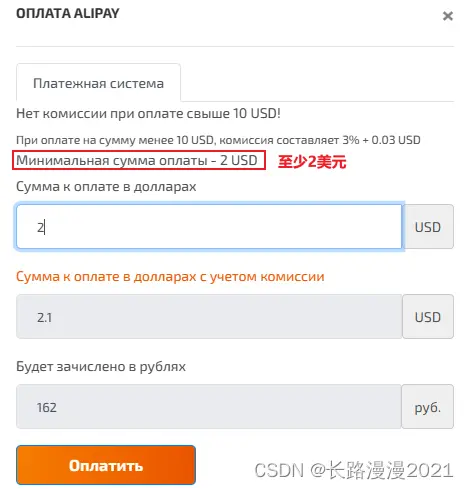 ОПЛАТА ALIPAY ×
Платежная система
Нет комиссии при оплате свыше 10 USD!
При оплате на сумму менее 10 USD, комиссия составляет 3% + 0.03 USD
Минимальная сумма оплаты - 2 USD 至少2美元
Сумма к оплате в долларах
2 USD
Сумма к оплате в долларах с учетом комиссии
2.1 USD
Будет зачислено в рублях
162 руб.
Оплатить
CSDN @长路漫漫2021